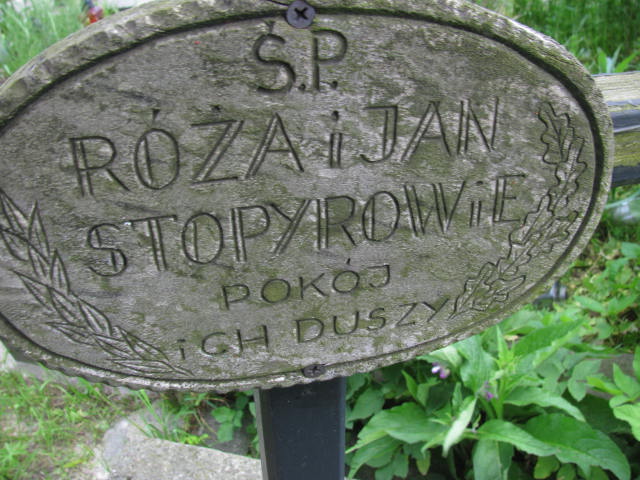 Ś.P.
RÓŻA i JAN
STOPYROWiE
POKÓJ
iCH DUSZY